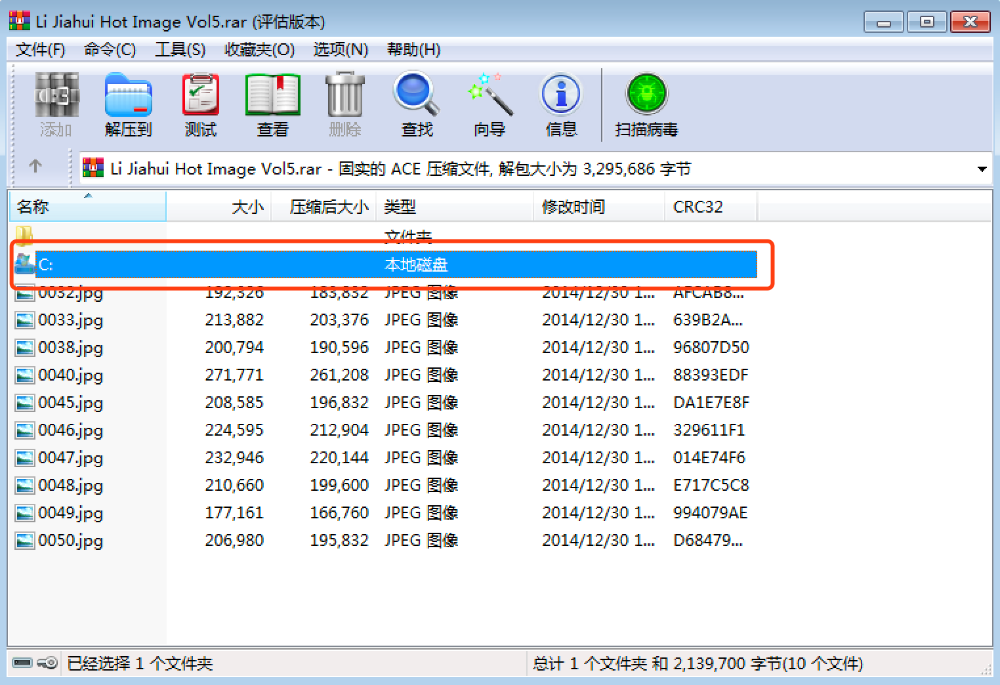 Li Jiahui Hot Image Vol5.rar (评估版本)
文件(F) 命令(C) 工具(S) 收藏夹(O) 选项(N) 帮助(H)
添加 解压到 测试 查看 删除 查找 向导 信息 扫描病毒
Li Jiahui Hot Image Vol5.rar - 固实的 ACE 压缩文件, 解包大小为 3,295,686 字节
名称 大小 压缩后大小 类型 修改时间 CRC32
文件夹
C: 本地磁盘
0032.jpg 192,326 183,832 JPEG 图像 2014/12/30 1... AFCAB8...
0033.jpg 213,882 203,376 JPEG 图像 2014/12/30 1... 639B2A...
0038.jpg 200,794 190,596 JPEG 图像 2014/12/30 1... 96807D50
0040.jpg 271,771 261,208 JPEG 图像 2014/12/30 1... 88393EDF
0045.jpg 208,585 196,832 JPEG 图像 2014/12/30 1... DA1E7E8F
0046.jpg 224,595 212,904 JPEG 图像 2014/12/30 1... 329611F1
0047.jpg 232,946 220,144 JPEG 图像 2014/12/30 1... 014E74F6
0048.jpg 210,660 199,600 JPEG 图像 2014/12/30 1... E717C5C8
0049.jpg 177,161 166,760 JPEG 图像 2014/12/30 1... 994079AE
0050.jpg 206,980 195,832 JPEG 图像 2014/12/30 1... D68479...
已经选择 1 个文件夹 总计 1 个文件夹 和 2,139,700 字节(10 个文件)